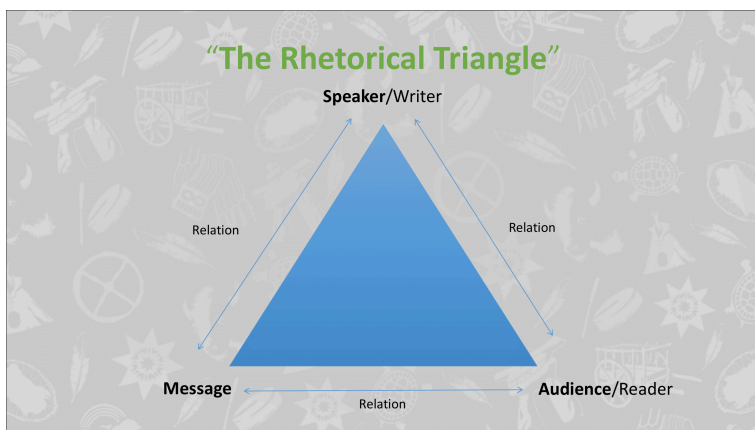 “The Rhetorical Triangle”
Speaker/Writer
Relation
Relation
Message
Audience/Reader
Relation